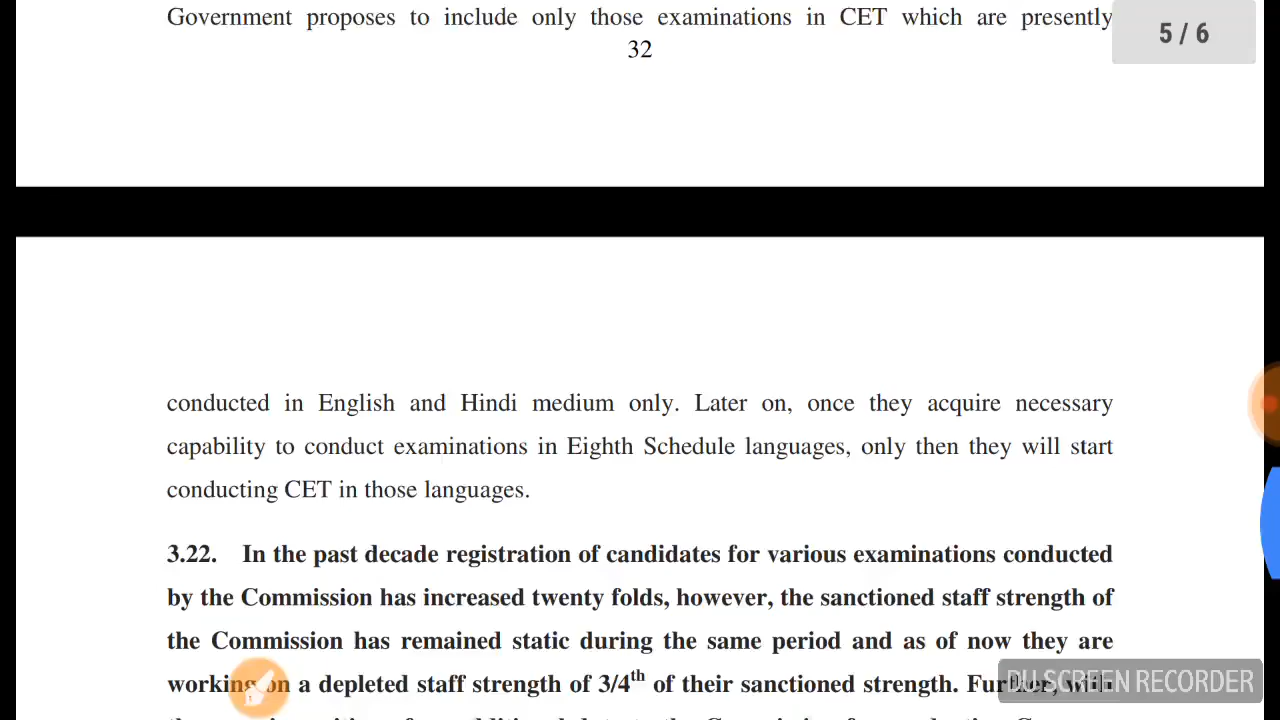 Government proposes to include only those examinations in CET which are presently
5 / 6
32
conducted in English and Hindi medium only. Later on, once they acquire necessary
capability to conduct examinations in Eighth Schedule languages, only then they will start
conducting CET in those languages.
3.22. In the past decade registration of candidates for various examinations conducted
by the Commission has increased twenty folds, however, the sanctioned staff strength of
the Commission has remained static during the same period and as of now they are
working on a depleted staff strength of 3/4th of their sanctioned strength. Further, with
DU SCREEN RECORDER